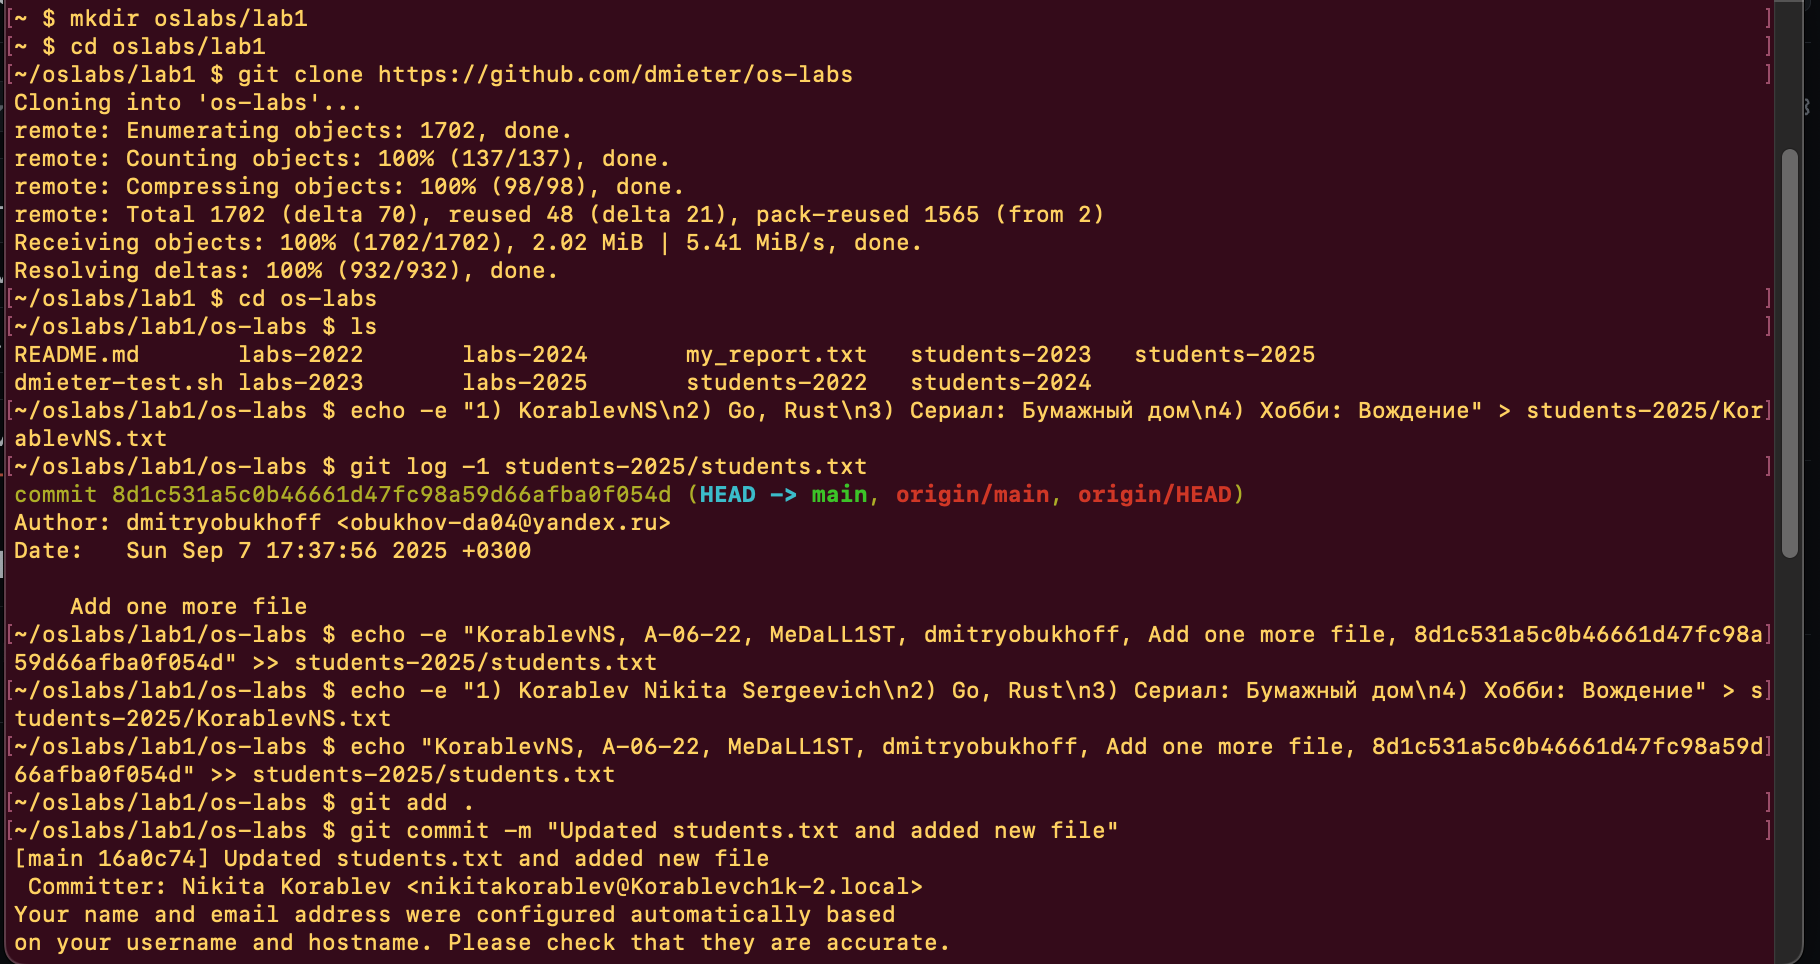 [~ $ mkdir oslabs/lab1 ]
[~ $ cd oslabs/lab1 ]
[~/oslabs/lab1 $ git clone https://github.com/dmieter/os-labs ]
Cloning into 'os-labs'...
remote: Enumerating objects: 1702, done.
remote: Counting objects: 100% (137/137), done.
remote: Compressing objects: 100% (98/98), done.
remote: Total 1702 (delta 70), reused 48 (delta 21), pack-reused 1565 (from 2)
Receiving objects: 100% (1702/1702), 2.02 MiB | 5.41 MiB/s, done.
Resolving deltas: 100% (932/932), done.
[~/oslabs/lab1 $ cd os-labs ]
[~/oslabs/lab1/os-labs $ ls ]
README.md labs-2022 labs-2024 my_report.txt students-2023 students-2025
dmieter-test.sh labs-2023 labs-2025 students-2022 students-2024
[~/oslabs/lab1/os-labs $ echo -e "1) KorablevNS\n2) Go, Rust\n3) Сериал: Бумажный дом\n4) Хобби: Вождение" > students-2025/Kor]
ablevNS.txt
[~/oslabs/lab1/os-labs $ git log -1 students-2025/students.txt ]
commit 8d1c531a5c0b46661d47fc98a59d66afba0f054d (HEAD -> main, origin/main, origin/HEAD)
Author: dmitryobukhoff <obukhov-da04@yandex.ru>
Date: Sun Sep 7 17:37:56 2025 +0300
Add one more file
[~/oslabs/lab1/os-labs $ echo -e "KorablevNS, A-06-22, MeDaLL1ST, dmitryobukhoff, Add one more file, 8d1c531a5c0b46661d47fc98a]
59d66afba0f054d" >> students-2025/students.txt
[~/oslabs/lab1/os-labs $ echo -e "1) Korablev Nikita Sergeevich\n2) Go, Rust\n3) Сериал: Бумажный дом\n4) Хобби: Вождение" > s]
tudents-2025/KorablevNS.txt
[~/oslabs/lab1/os-labs $ echo "KorablevNS, A-06-22, MeDaLL1ST, dmitryobukhoff, Add one more file, 8d1c531a5c0b46661d47fc98a59d]
66afba0f054d" >> students-2025/students.txt
[~/oslabs/lab1/os-labs $ git add . ]
[~/oslabs/lab1/os-labs $ git commit -m "Updated students.txt and added new file" ]
[main 16a0c74] Updated students.txt and added new file
Committer: Nikita Korablev <nikitakorablev@Korablevch1k-2.local>
Your name and email address were configured automatically based
on your username and hostname. Please check that they are accurate.